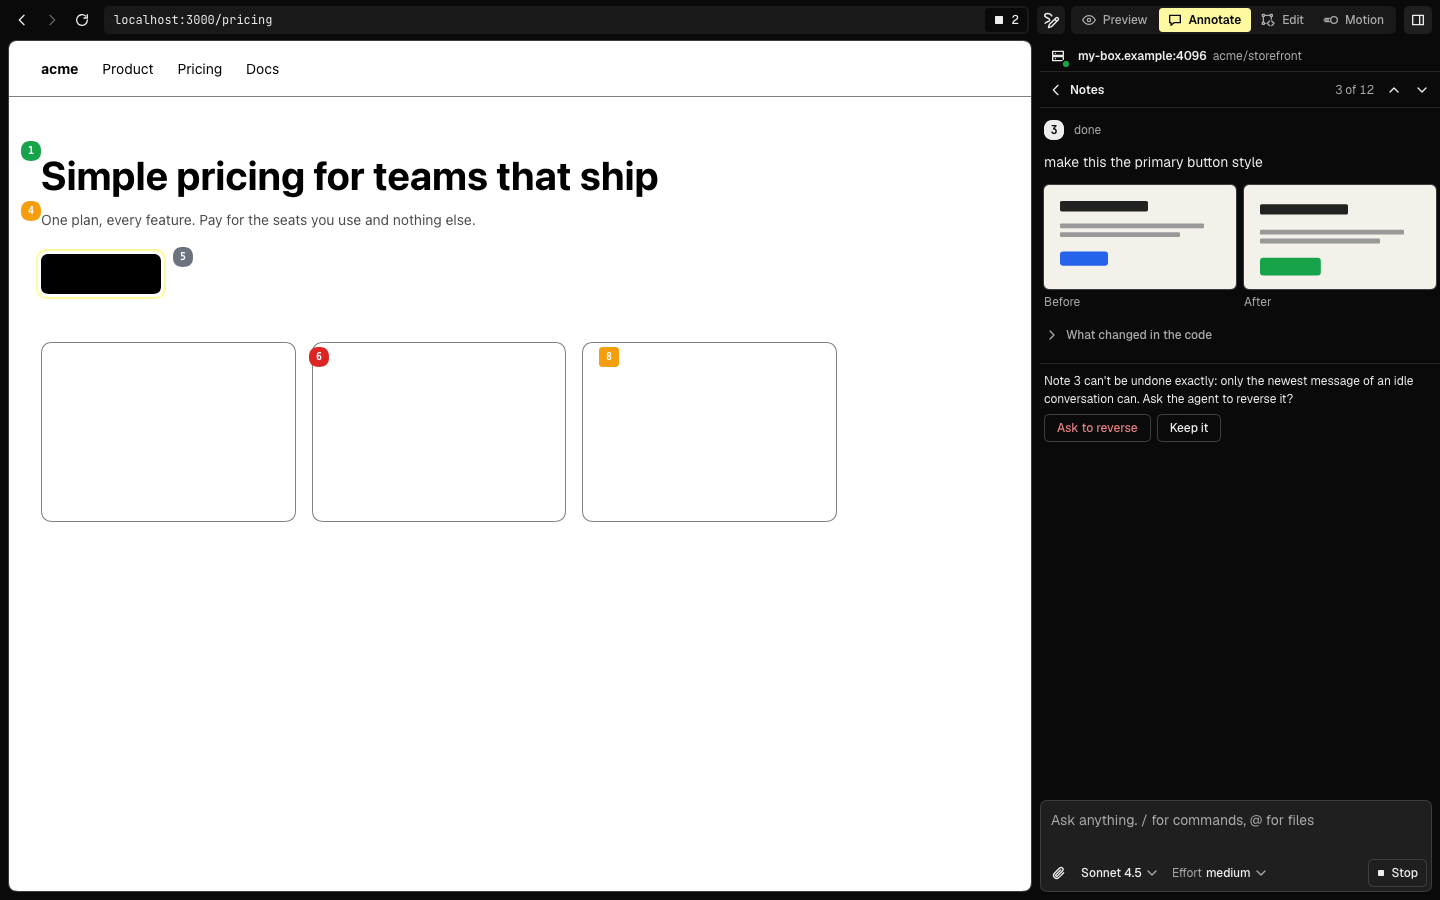 localhost:3000/pricing
2
Preview
Annotate
Edit
Motion
acme
Product
Pricing
Docs
1
Simple pricing for teams that ship
4
One plan, every feature. Pay for the seats you use and nothing else.
5
6
8
my-box.example:4096 acme/storefront
Notes
3 of 12
3 done
make this the primary button style
Before
After
What changed in the code
Note 3 can't be undone exactly: only the newest message of an idle
conversation can. Ask the agent to reverse it?
Ask to reverse
Keep it
Ask anything. / for commands, @ for files
Sonnet 4.5
Effort medium
Stop